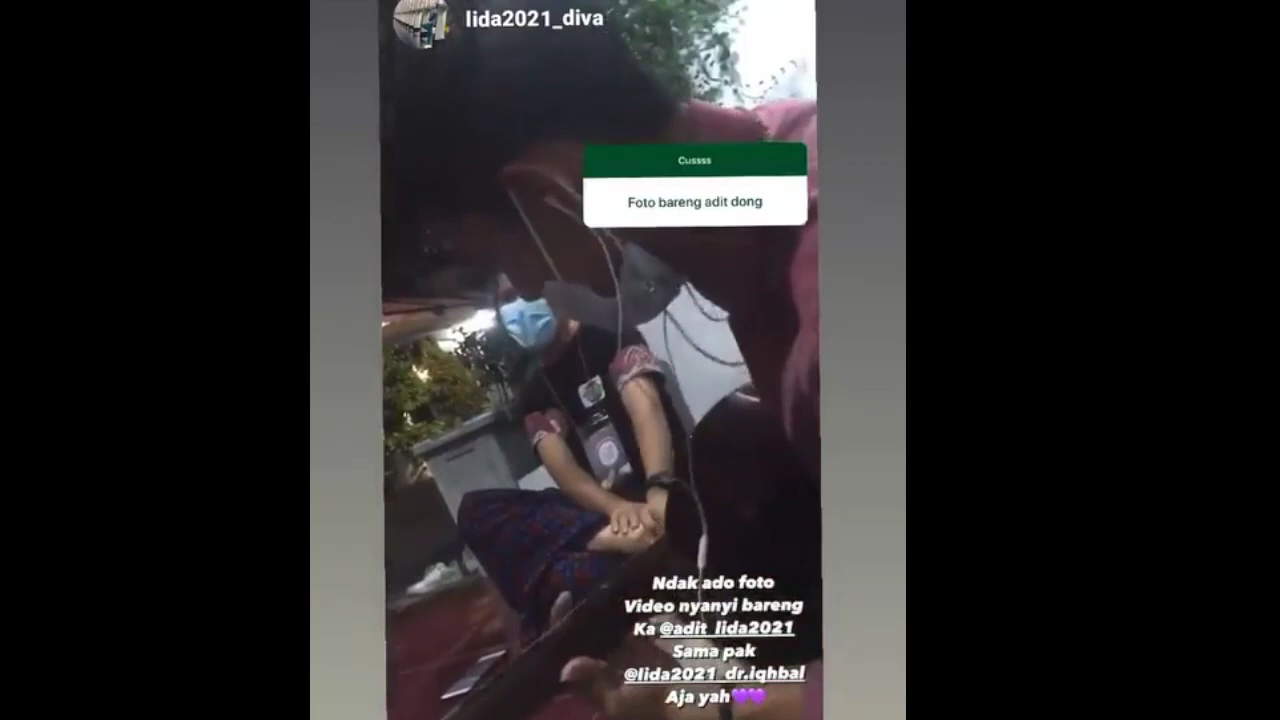 lida2021_diva
Cussss
Foto bareng adit dong
Ndak ado foto
Video nyanyi bareng
Ka @adit_lida2021
Sama pak
@lida2021_dr.iqhbal
Aja yah💜💜